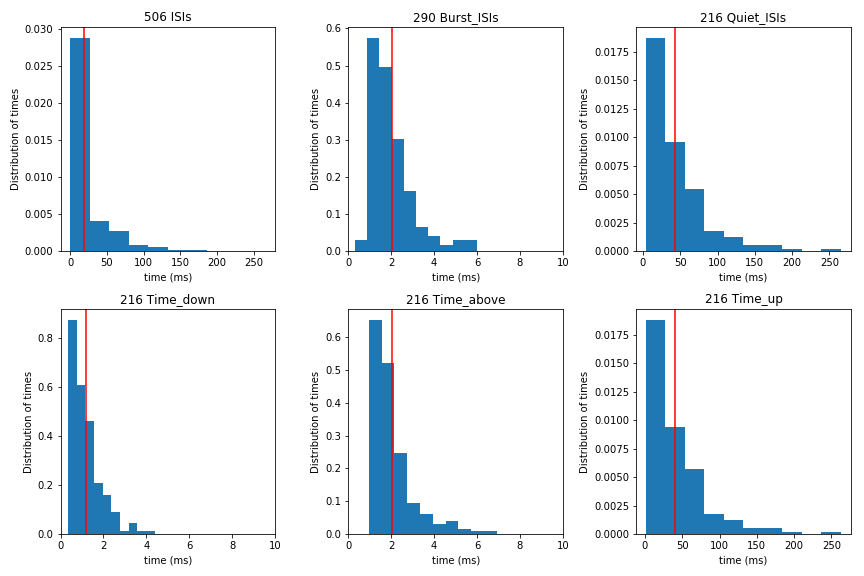 506 ISIs
290 Burst_ISIs
216 Quiet_ISIs
Distribution of times
0.030
0.025
0.020
0.015
0.010
0.005
0.000
0 50 100 150 200 250
time (ms)
Distribution of times
0.6
0.5
0.4
0.3
0.2
0.1
0.0
0 2 4 6 8 10
time (ms)
Distribution of times
0.0175
0.0150
0.0125
0.0100
0.0075
0.0050
0.0025
0.0000
0 50 100 150 200 250
time (ms)
216 Time_down
216 Time_above
216 Time_up
Distribution of times
0.8
0.6
0.4
0.2
0.0
0 2 4 6 8 10
time (ms)
Distribution of times
0.6
0.5
0.4
0.3
0.2
0.1
0.0
0 2 4 6 8 10
time (ms)
Distribution of times
0.0175
0.0150
0.0125
0.0100
0.0075
0.0050
0.0025
0.0000
0 50 100 150 200 250
time (ms)